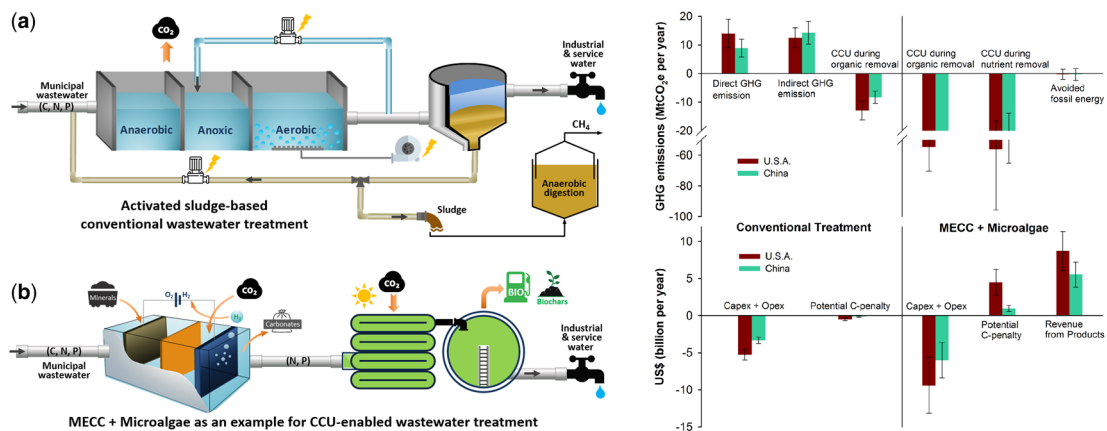 (a)
CO₂
Municipal
wastewater
(C, N, P)
Anaerobic
Anoxic
Aerobic
Industrial
& service
water
CH₄
Anaerobic
digestion
Sludge
Activated sludge-based
conventional wastewater treatment
(b)
Minerals
O₂
H₂
CO₂
H₂
Carbonates
(C, N, P)
Municipal
wastewater
(N, P)
CO₂
BIO
Biochars
Industrial
& service
water
MECC + Microalgae as an example for CCU-enabled wastewater treatment
GHG emissions (MtCO₂e per year)
20
10
0
-10
-20
-60
-80
-100
Direct GHG
emission
Indirect GHG
emission
CCU during
organic removal
CCU during
organic removal
CCU during
nutrient removal
Avoided
fossil energy
U.S.A.
China
US$ (billion per year)
10
5
0
-5
-10
-15
Conventional Treatment
MECC + Microalgae
U.S.A.
China
Capex + Opex
Potential C-penalty
Capex + Opex
Potential
C-penalty
Revenue
from Products